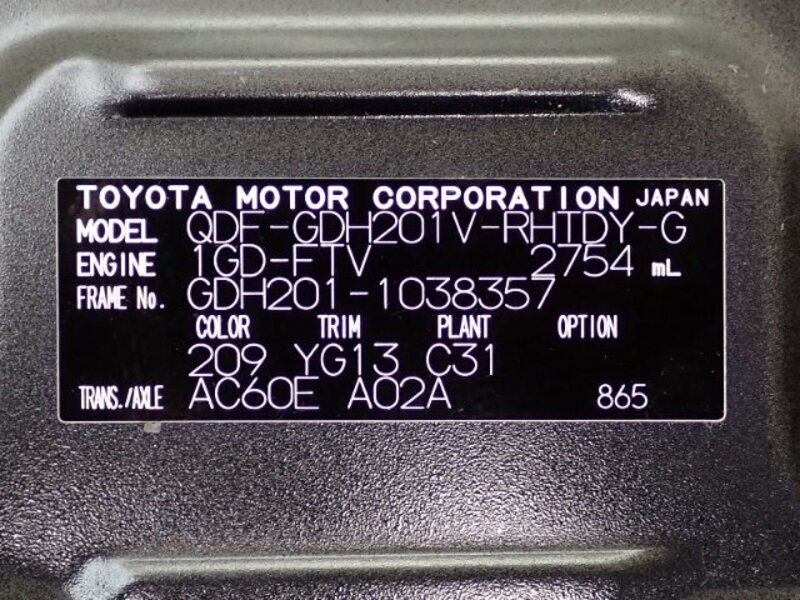 TOYOTA MOTOR CORPORATION JAPAN
MODEL QDF-GDH201V-RHTDY-G
ENGINE 1GD-FTV 2754 mL
FRAME No. GDH201-1038357
COLOR TRIM PLANT OPTION
209 YG13 C31
TRANS./AXLE AC60E A02A 865